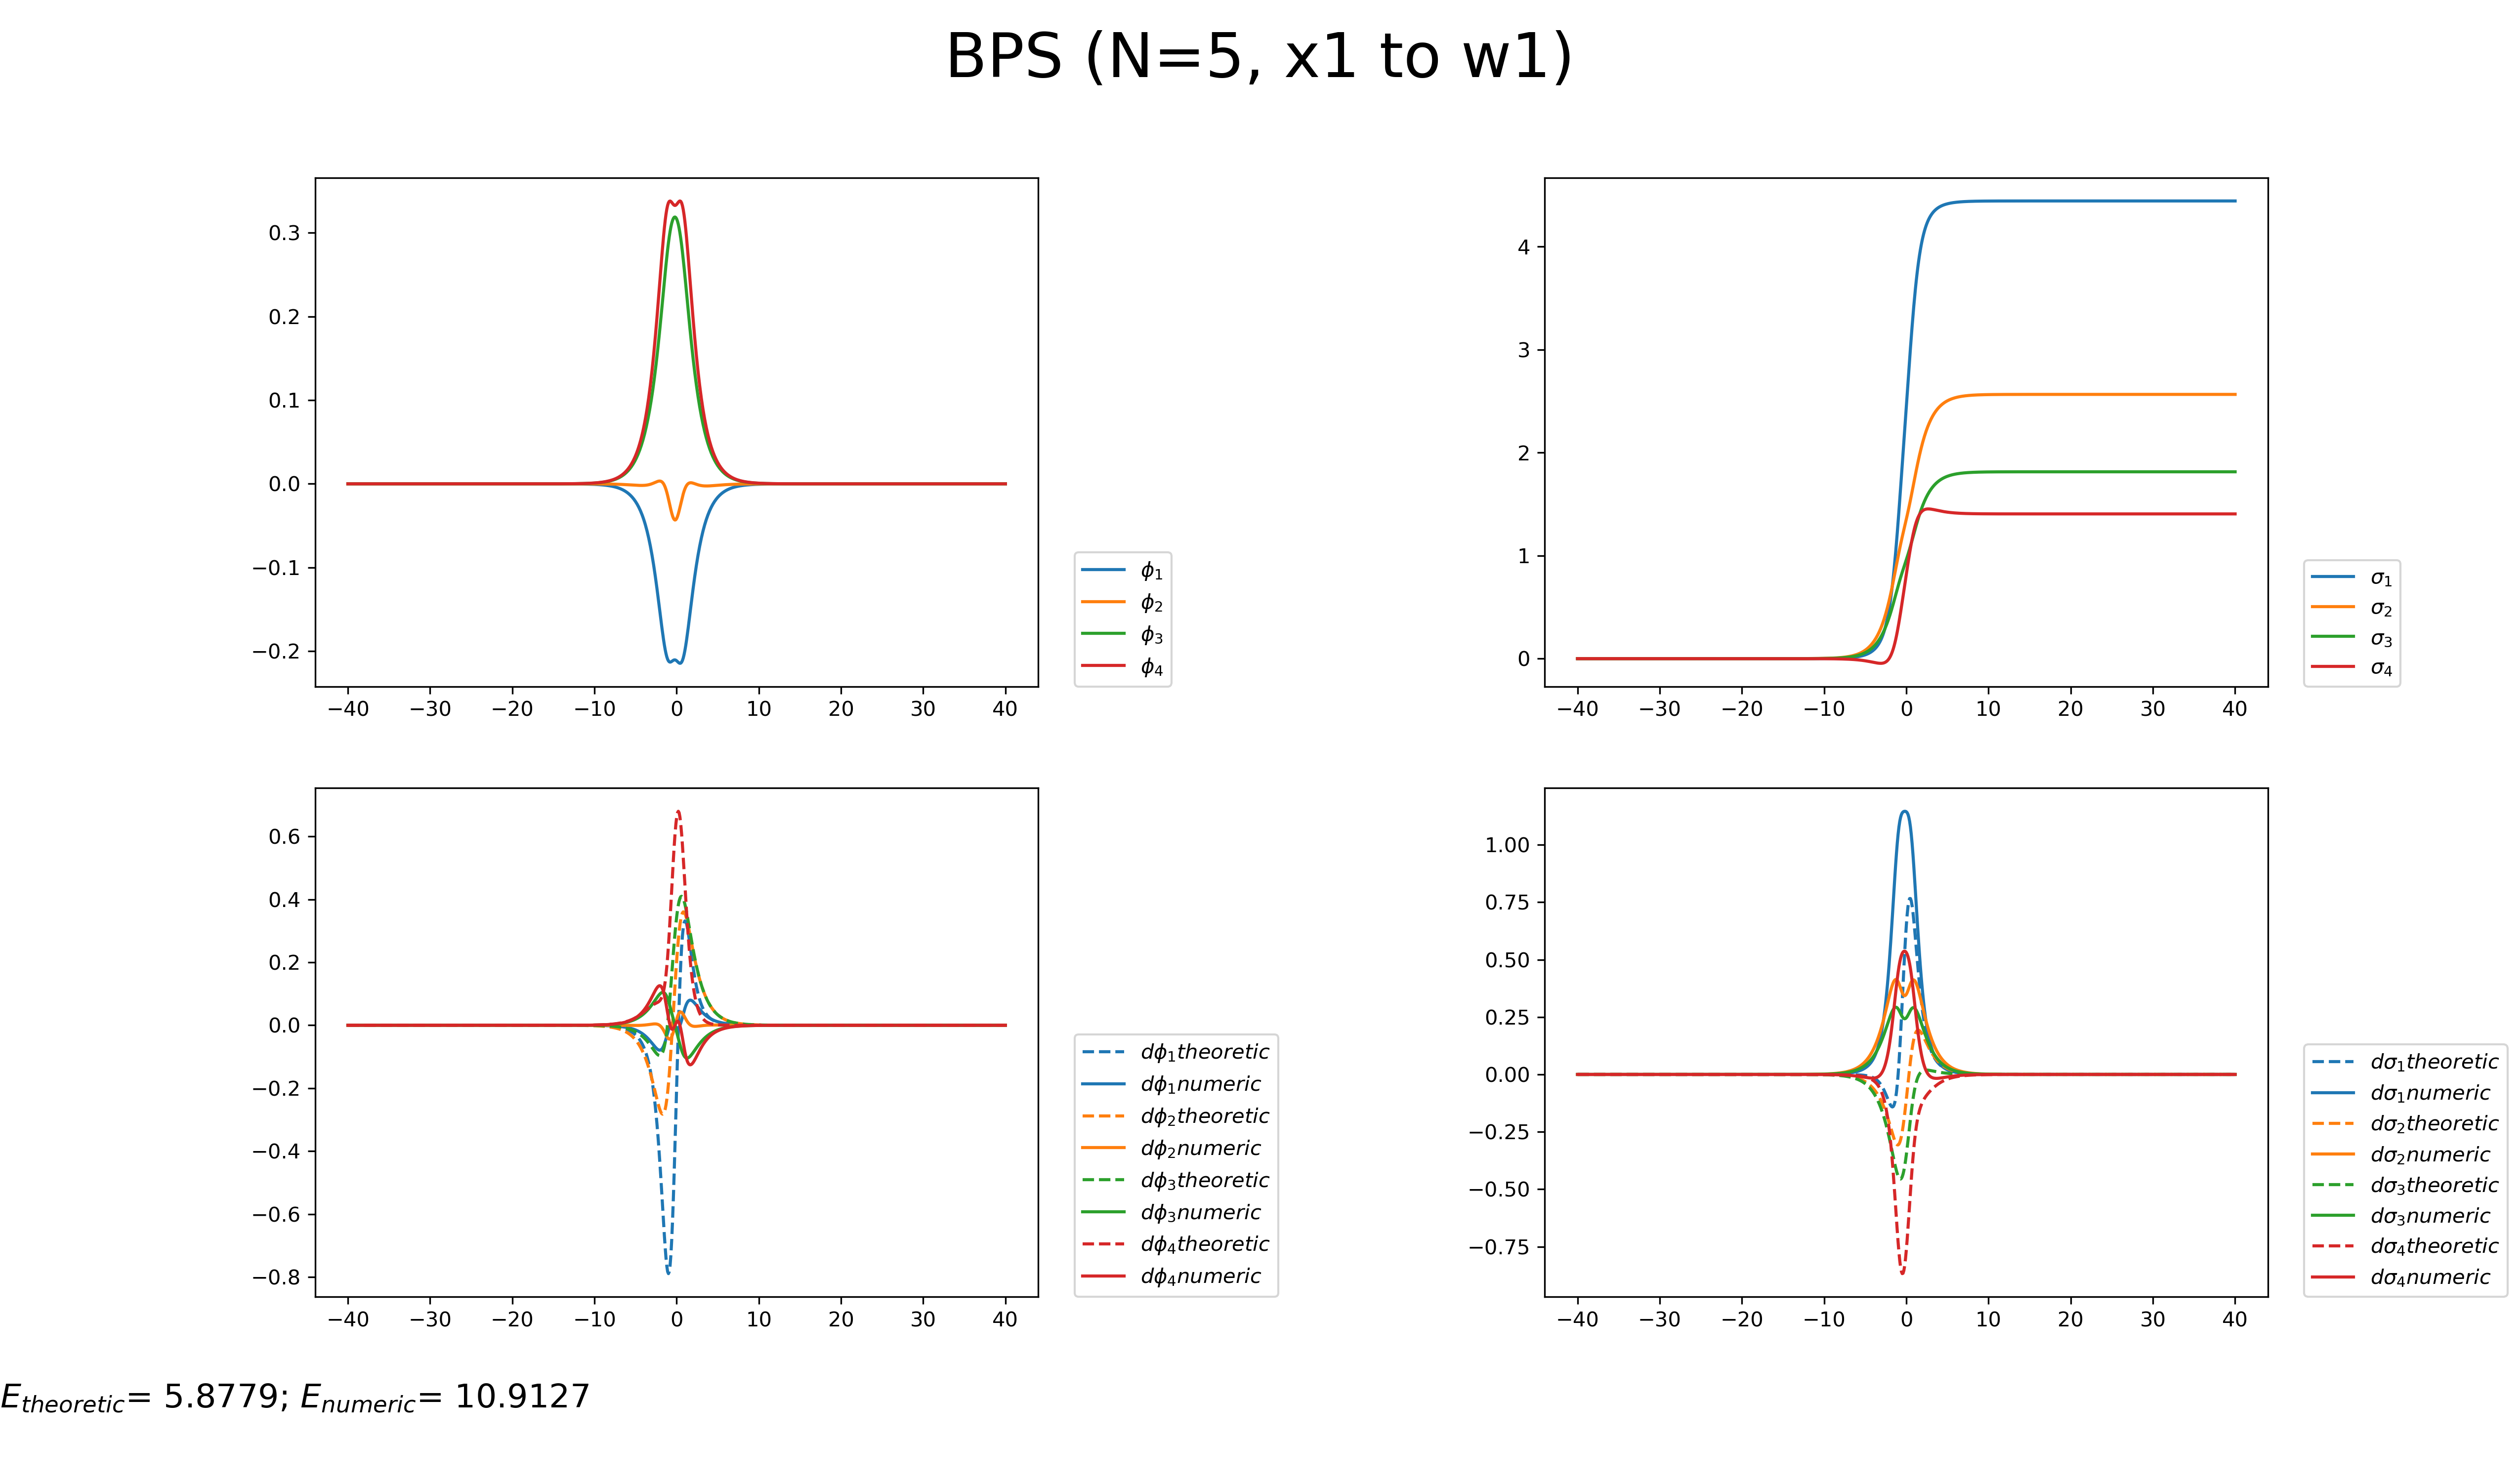 BPS (N=5, x1 to w1)
0.3
0.2
0.1
0.0
−0.1
−0.2
−40 −30 −20 −10 0 10 20 30 40
ϕ1
ϕ2
ϕ3
ϕ4
4
3
2
1
0
−40 −30 −20 −10 0 10 20 30 40
σ1
σ2
σ3
σ4
0.6
0.4
0.2
0.0
−0.2
−0.4
−0.6
−0.8
−40 −30 −20 −10 0 10 20 30 40
dϕ1theoretic
dϕ1numeric
dϕ2theoretic
dϕ2numeric
dϕ3theoretic
dϕ3numeric
dϕ4theoretic
dϕ4numeric
1.00
0.75
0.50
0.25
0.00
−0.25
−0.50
−0.75
−40 −30 −20 −10 0 10 20 30 40
dσ1theoretic
dσ1numeric
dσ2theoretic
dσ2numeric
dσ3theoretic
dσ3numeric
dσ4theoretic
dσ4numeric
Etheoretic= 5.8779; Enumeric= 10.9127